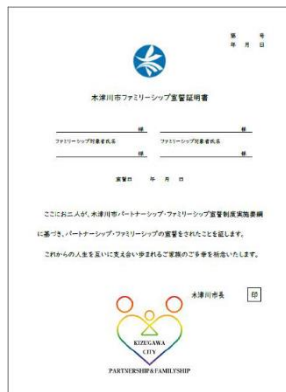 第 号
年 月 日
木津川市ファミリーシップ宣誓証明書
様 様
ファミリーシップ対象者氏名 ファミリーシップ対象者氏名
様 様
宣誓日 年 月 日
ここにお二人が、木津川市パートナーシップ・ファミリーシップ宣誓制度実施要綱
に基づき、パートナーシップ・ファミリーシップの宣誓をされたことを証します。
これからの人生を互いに支え合い歩まれるご家族のご多幸を祈念いたします。
木津川市長 印
KIZUGAWA
CITY
PARTNERSHIP&FAMILYSHIP